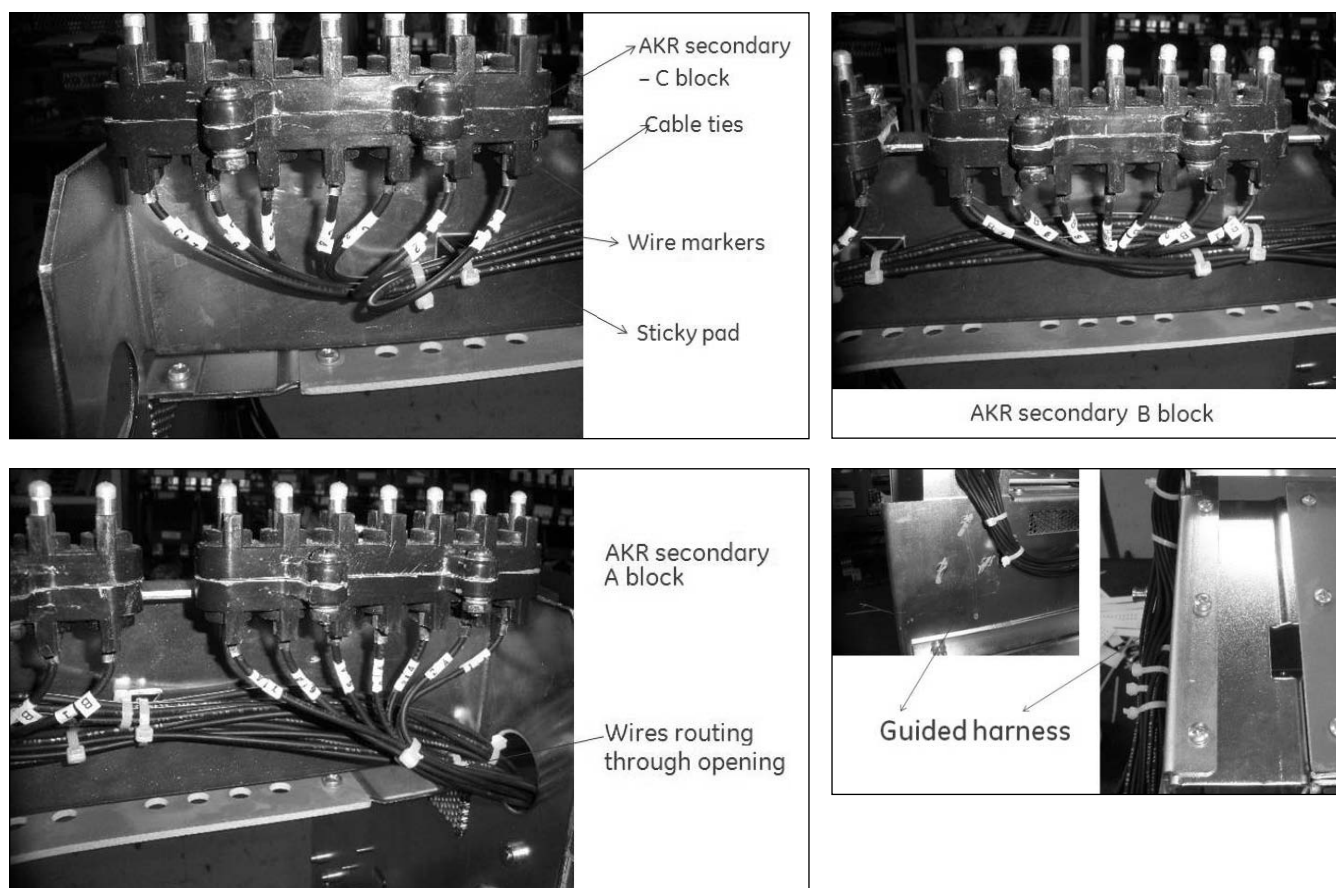 AKR secondary
– C block
Cable ties
Wire markers
Sticky pad
AKR secondary B block
AKR secondary
A block
Wires routing
through opening
Guided harness